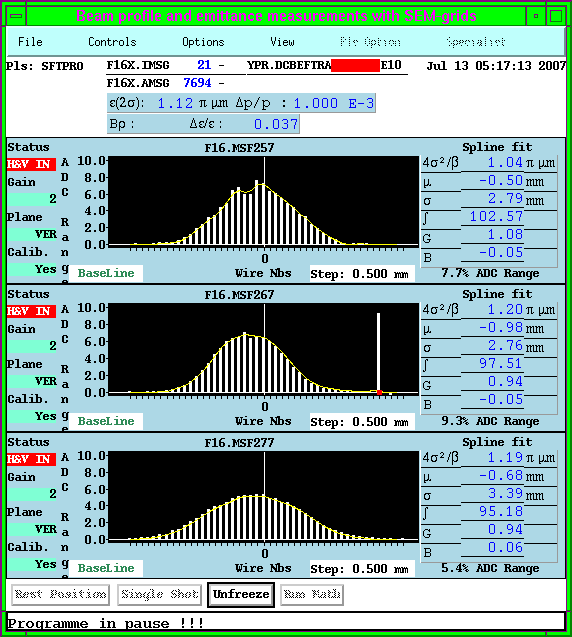 Beam profile and emittance measurements with SEM-grids
File Controls Options View Pls Option Specialist
Pls: SFTPRO F16X.IMSG 21 - YPR.DCBEFTRA E10 Jul 13 05:17:13 2007
F16X.AMSG 7694 -
ε(2σ): 1.12 π μm Δp/p : 1.000 E-3
Bρ : Δε/ε : 0.037
Status F16.MSF257 Spline fit
H&V IN
Gain
2
Plane
VER
Calib.
Yes
ADC Range
10.0
8.0
6.0
4.0
2.0
0.0
0
BaseLine Wire Nbs Step: 0.500 mm
4σ²/β 1.04 π μm
μ -0.50 mm
σ 2.79 mm
∫ 102.57
G 1.08
B -0.05
7.7% ADC Range
Status F16.MSF267 Spline fit
H&V IN
Gain
2
Plane
VER
Calib.
Yes
ADC Range
10.0
8.0
6.0
4.0
2.0
0.0
0
BaseLine Wire Nbs Step: 0.500 mm
4σ²/β 1.20 π μm
μ -0.98 mm
σ 2.76 mm
∫ 97.51
G 0.94
B -0.05
9.3% ADC Range
Status F16.MSF277 Spline fit
H&V IN
Gain
2
Plane
VER
Calib.
Yes
ADC Range
10.0
8.0
6.0
4.0
2.0
0.0
0
BaseLine Wire Nbs Step: 0.500 mm
4σ²/β 1.19 π μm
μ -0.68 mm
σ 3.39 mm
∫ 95.18
G 0.94
B 0.06
5.4% ADC Range
Rest Position Single Shot Unfreeze Run Math
Programme in pause !!!